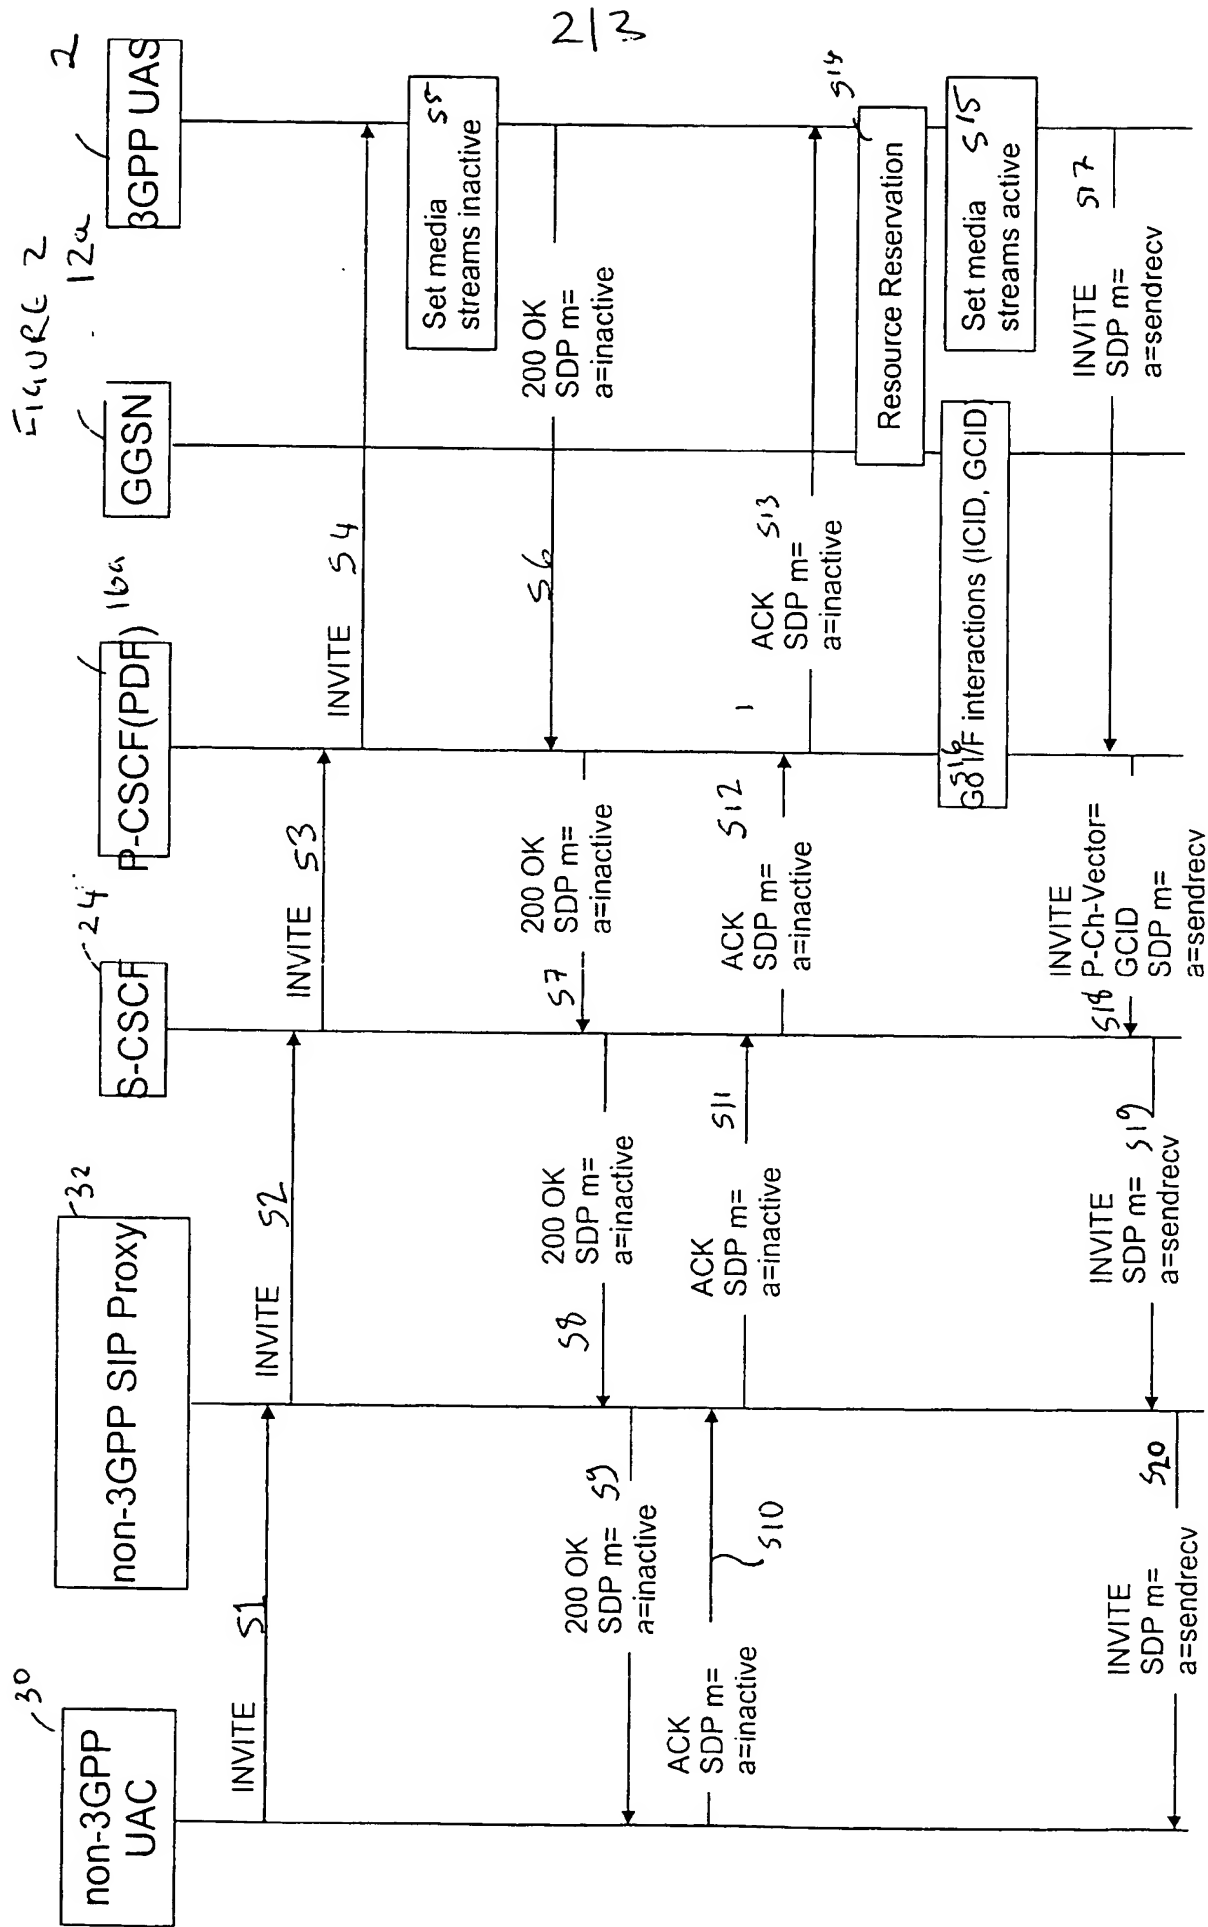 2/3
FIGURE 2
non-3GPP
UAC
30
non-3GPP SIP Proxy
32
S-CSCF
24
P-CSCF(PDF)
16a
GGSN
12a
3GPP UAS
2
INVITE
S1
INVITE
S2
INVITE
S3
INVITE
S4
Set media
streams inactive
S5
200 OK
SDP m=
a=inactive
S6
200 OK
SDP m=
a=inactive
S7
200 OK
SDP m=
a=inactive
S8
200 OK
SDP m=
a=inactive
S9
ACK
SDP m=
a=inactive
S10
ACK
SDP m=
a=inactive
S11
ACK
SDP m=
a=inactive
S12
ACK
SDP m=
a=inactive
S13
Resource Reservation
S14
Set media
streams active
S15
Go I/F interactions (ICID, GCID)
S16
INVITE
SDP m=
a=sendrecv
S17
INVITE
P-Ch-Vector=
GCID
SDP m=
a=sendrecv
S18
INVITE
SDP m=
a=sendrecv
S19
INVITE
SDP m=
a=sendrecv
S20